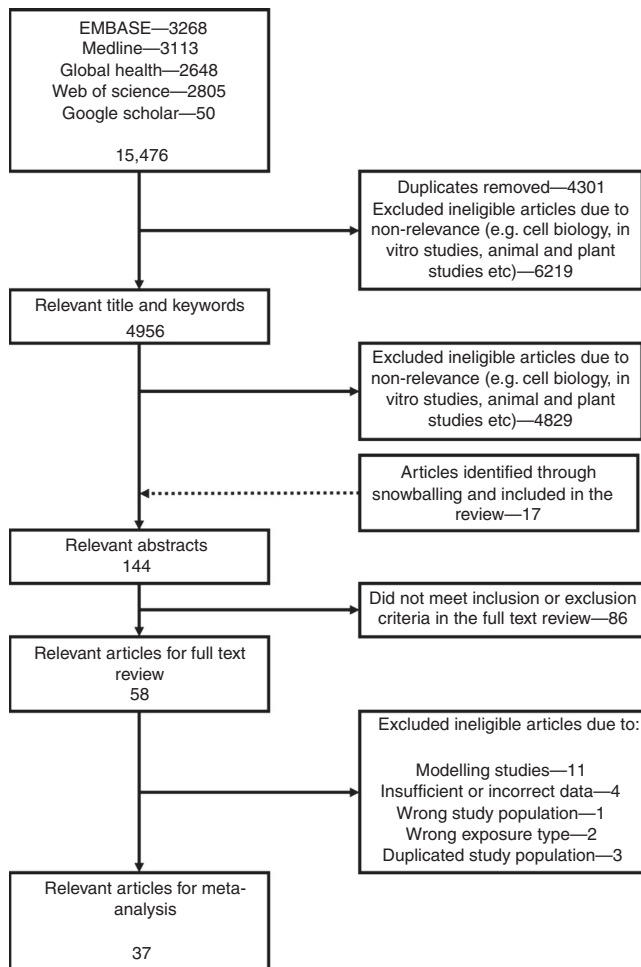 EMBASE—3268
Medline—3113
Global health—2648
Web of science—2805
Google scholar—50
15,476
Duplicates removed—4301
Excluded ineligible articles due to
non-relevance (e.g. cell biology, in
vitro studies, animal and plant
studies etc)—6219
Relevant title and keywords
4956
Excluded ineligible articles due to
non-relevance (e.g. cell biology, in
vitro studies, animal and plant
studies etc)—4829
Articles identified through
snowballing and included in the
review—17
Relevant abstracts
144
Did not meet inclusion or exclusion
criteria in the full text review—86
Relevant articles for full text
review
58
Excluded ineligible articles due to:
Modelling studies—11
Insufficient or incorrect data—4
Wrong study population—1
Wrong exposure type—2
Duplicated study population—3
Relevant articles for meta-
analysis
37